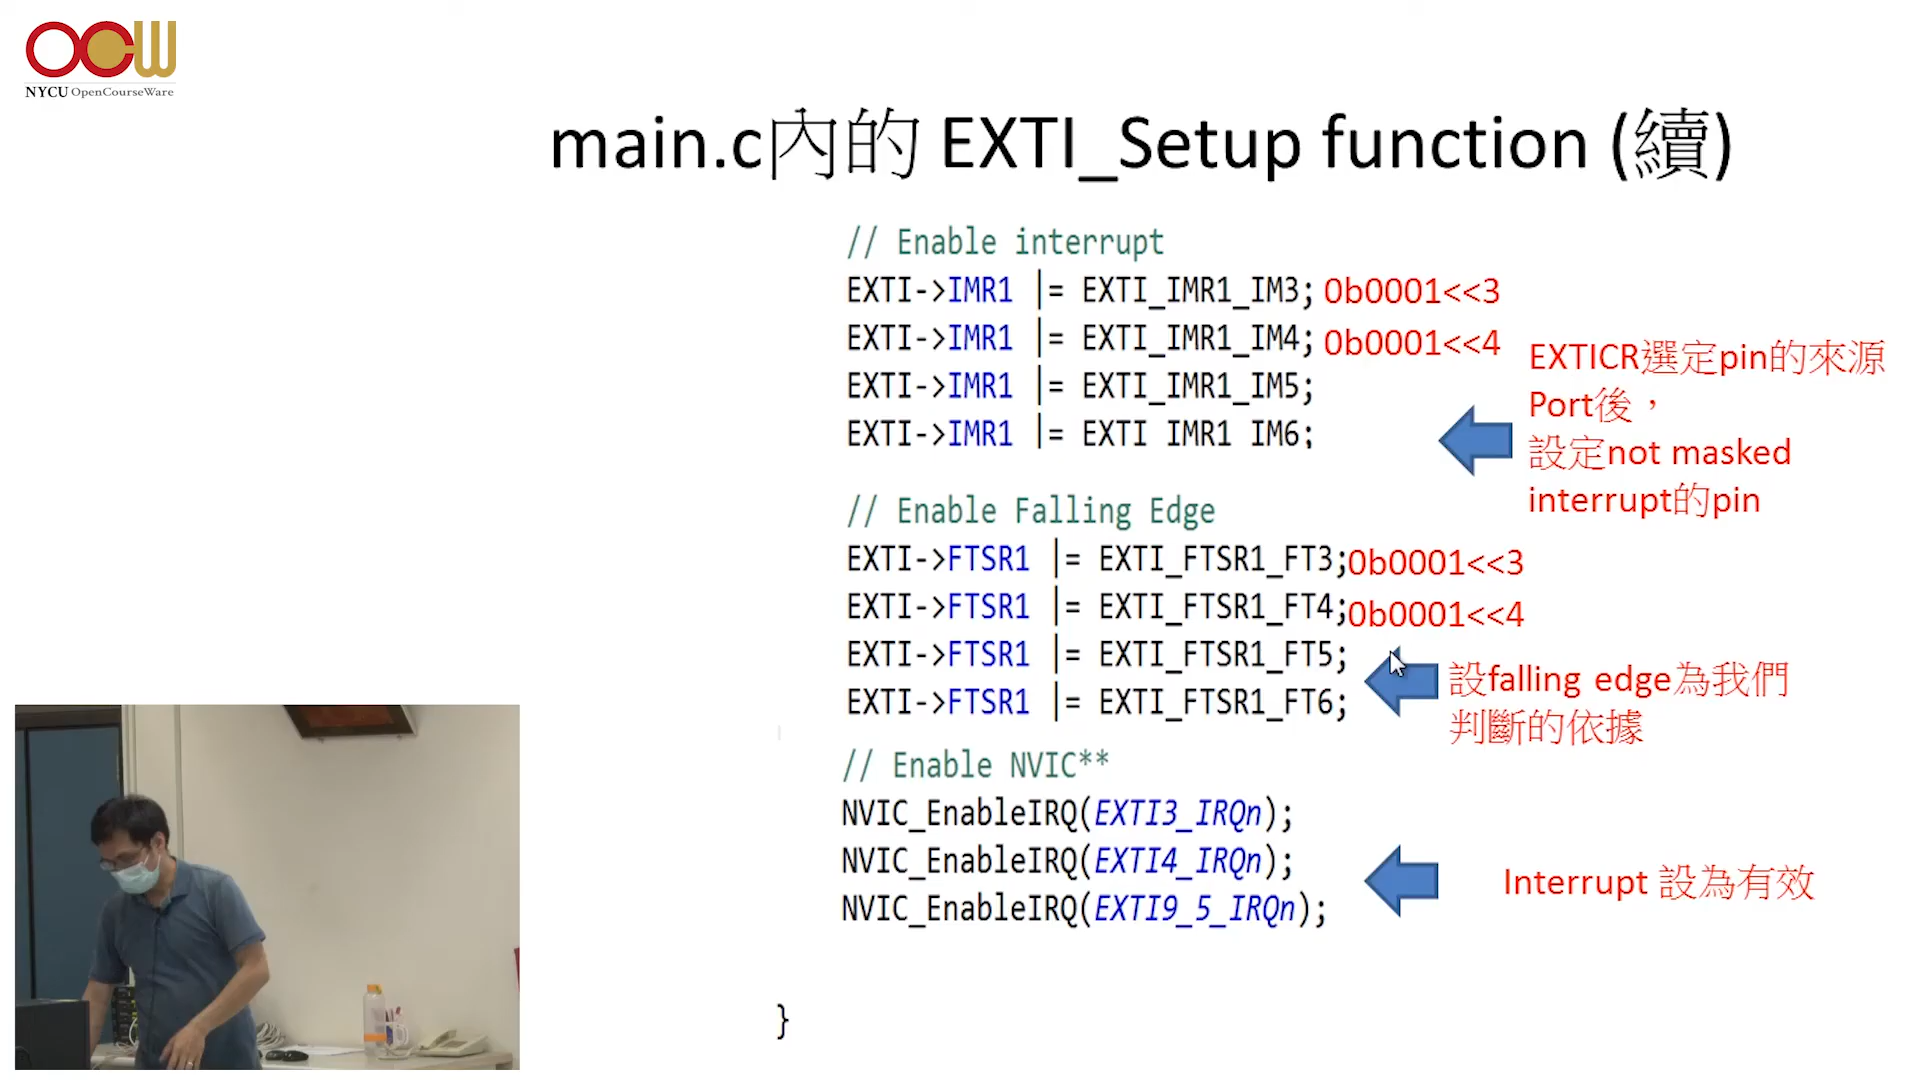 OCW
NYCU OpenCourseWare
main.c內的 EXTI_Setup function (續)
// Enable interrupt
EXTI->IMR1 |= EXTI_IMR1_IM3; 0b0001<<3
EXTI->IMR1 |= EXTI_IMR1_IM4; 0b0001<<4
EXTI->IMR1 |= EXTI_IMR1_IM5;
EXTI->IMR1 |= EXTI IMR1 IM6;
EXTICR選定pin的來源
Port後，
設定not masked
interrupt的pin
// Enable Falling Edge
EXTI->FTSR1 |= EXTI_FTSR1_FT3;0b0001<<3
EXTI->FTSR1 |= EXTI_FTSR1_FT4;0b0001<<4
EXTI->FTSR1 |= EXTI_FTSR1_FT5;
EXTI->FTSR1 |= EXTI_FTSR1_FT6;
設falling edge為我們
判斷的依據
// Enable NVIC**
NVIC_EnableIRQ(EXTI3_IRQn);
NVIC_EnableIRQ(EXTI4_IRQn);
NVIC_EnableIRQ(EXTI9_5_IRQn);
Interrupt 設為有效
}